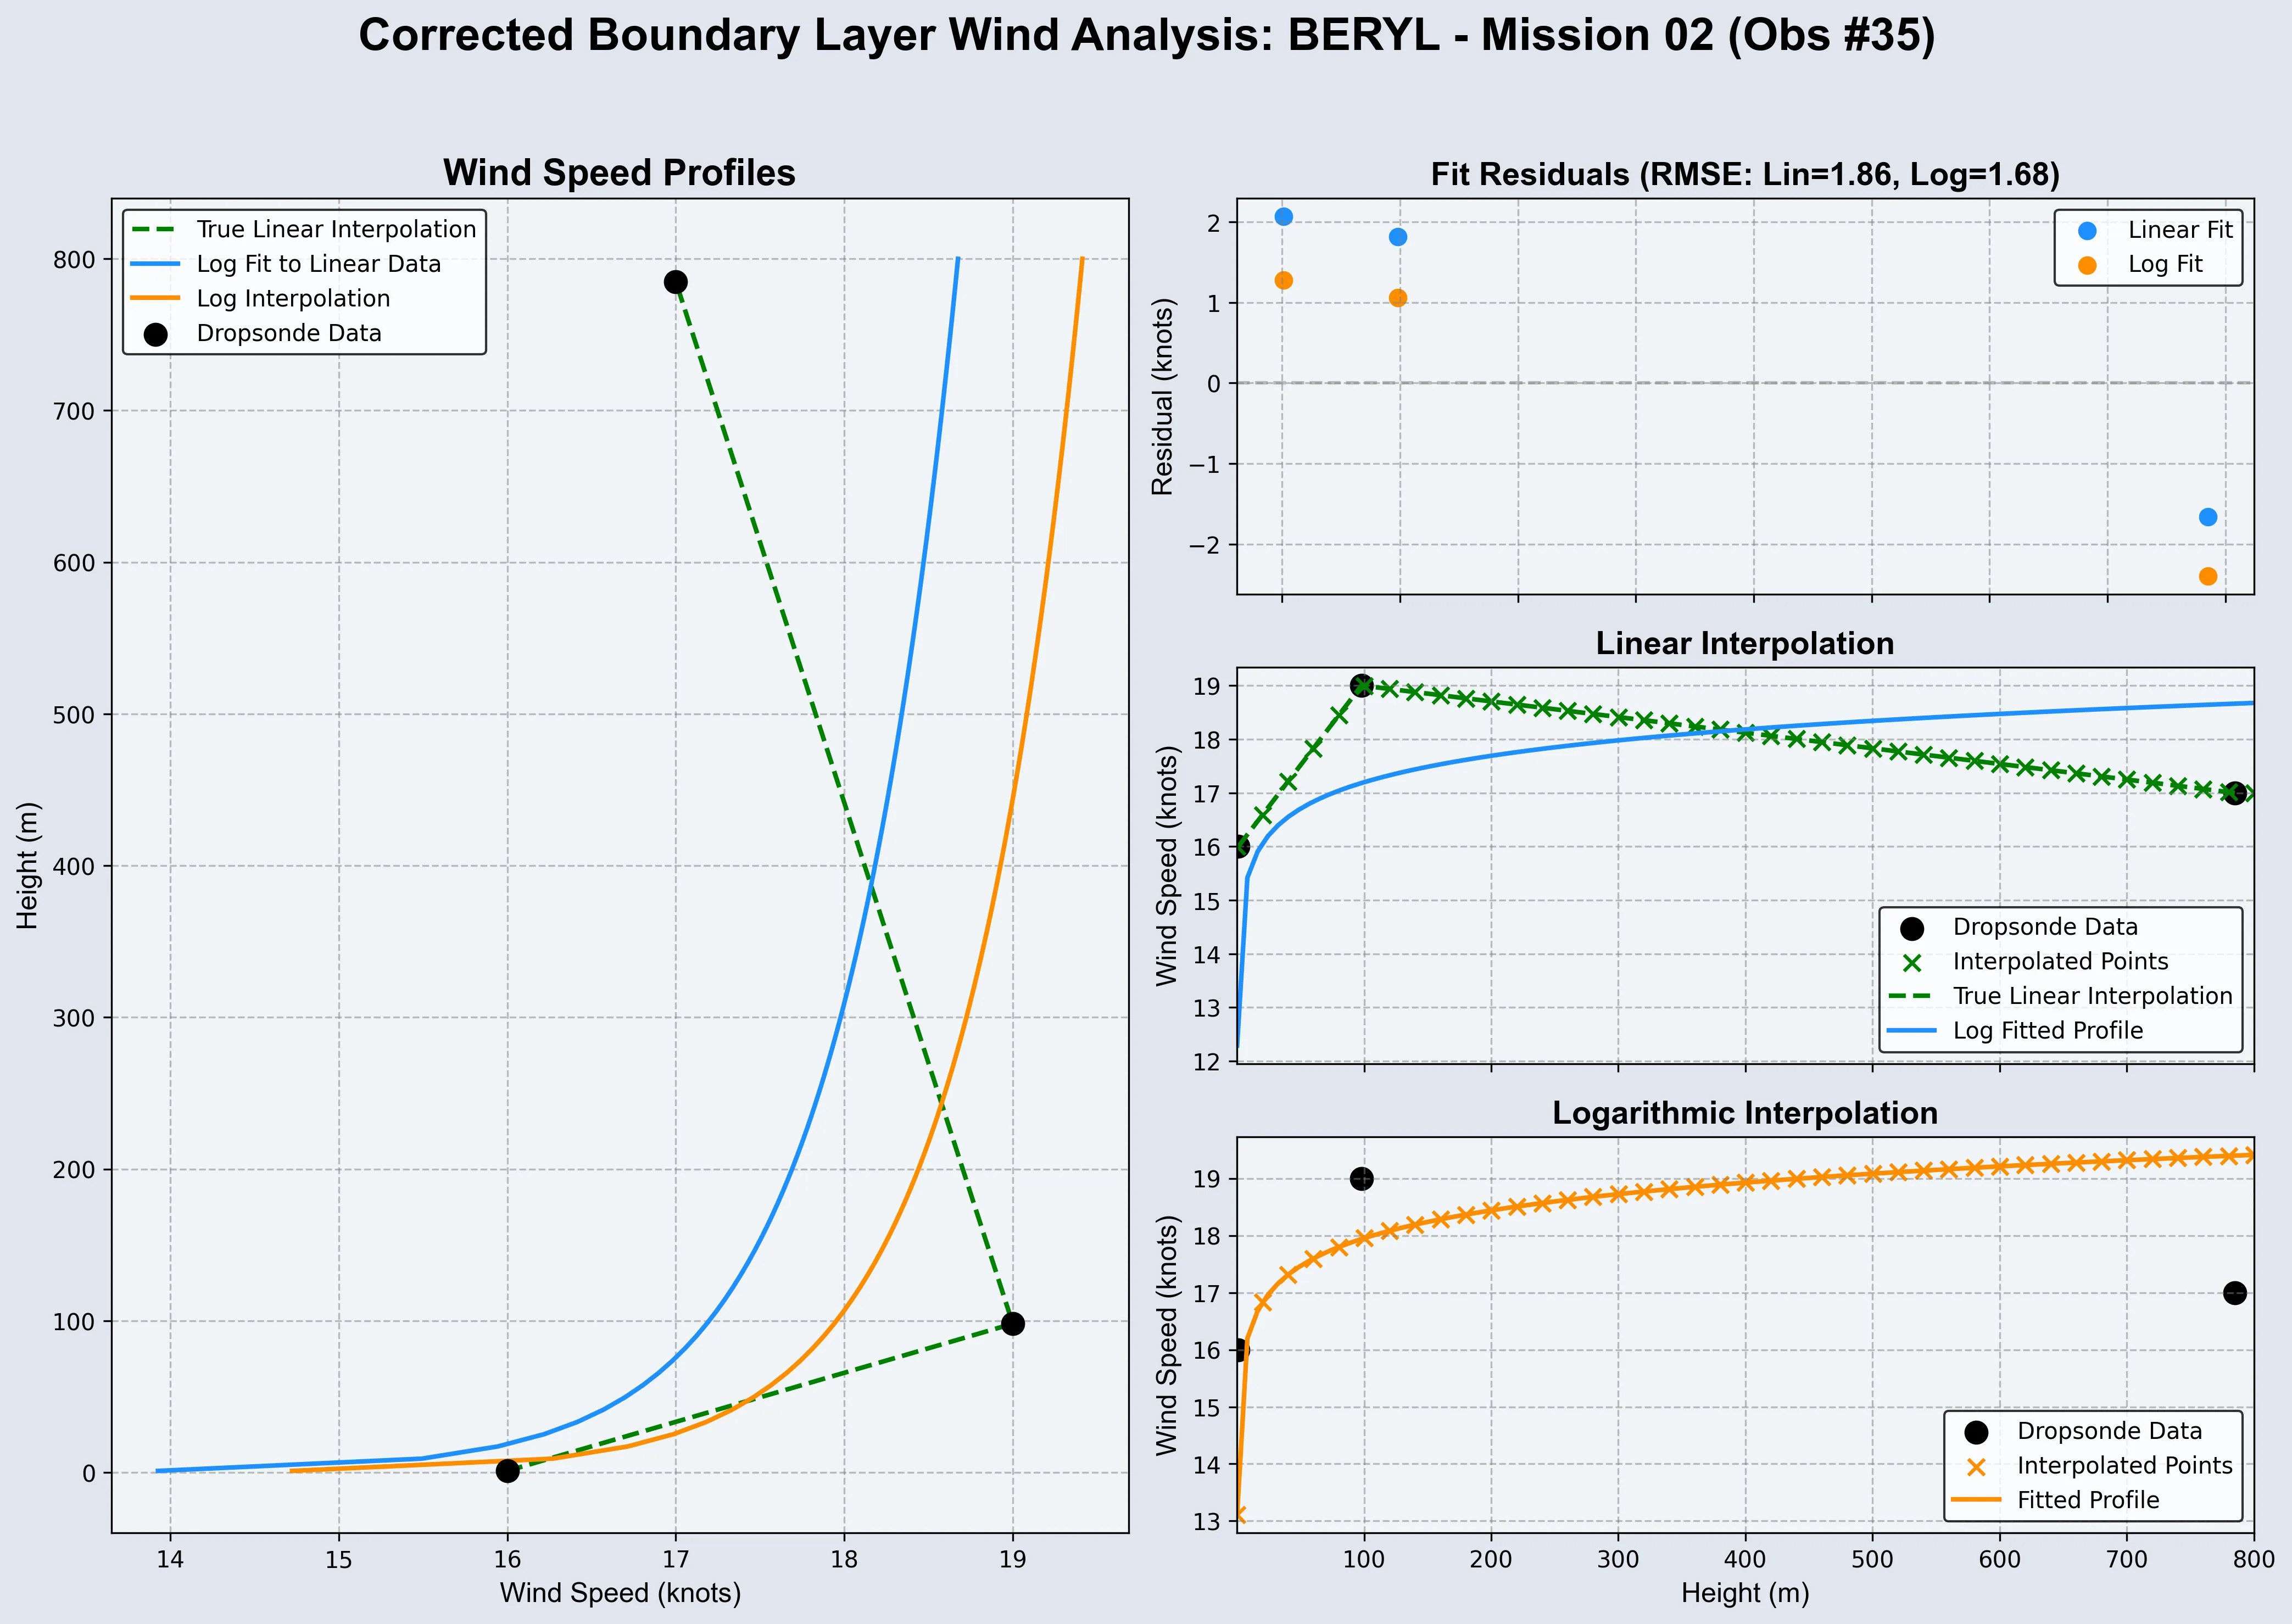 Corrected Boundary Layer Wind Analysis: BERYL - Mission 02 (Obs #35)
Wind Speed Profiles
True Linear Interpolation
Log Fit to Linear Data
Log Interpolation
Dropsonde Data
800
700
600
500
400
300
200
100
0
Height (m)
14 15 16 17 18 19
Wind Speed (knots)
Fit Residuals (RMSE: Lin=1.86, Log=1.68)
Linear Fit
Log Fit
2
1
0
−1
−2
Residual (knots)
Linear Interpolation
19
18
17
16
15
14
13
12
Wind Speed (knots)
Dropsonde Data
Interpolated Points
True Linear Interpolation
Log Fitted Profile
Logarithmic Interpolation
19
18
17
16
15
14
13
Wind Speed (knots)
Dropsonde Data
Interpolated Points
Fitted Profile
100 200 300 400 500 600 700 800
Height (m)